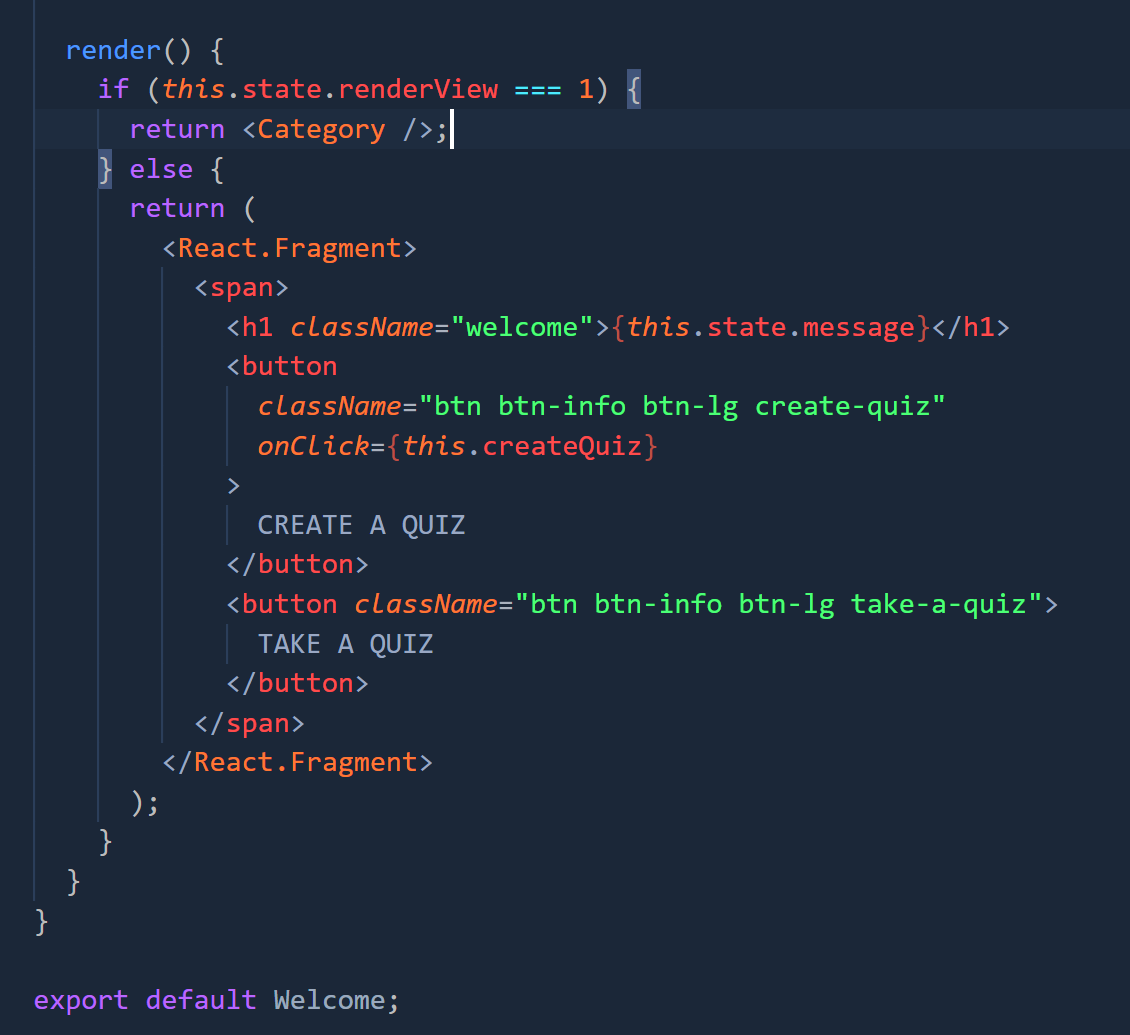 render() {
if (this.state.renderView === 1) {
return <Category />;
} else {
return (
<React.Fragment>
<span>
<h1 className="welcome">{this.state.message}</h1>
<button
className="btn btn-info btn-lg create-quiz"
onClick={this.createQuiz}
>
CREATE A QUIZ
</button>
<button className="btn btn-info btn-lg take-a-quiz">
TAKE A QUIZ
</button>
</span>
</React.Fragment>
);
}
}
}
export default Welcome;